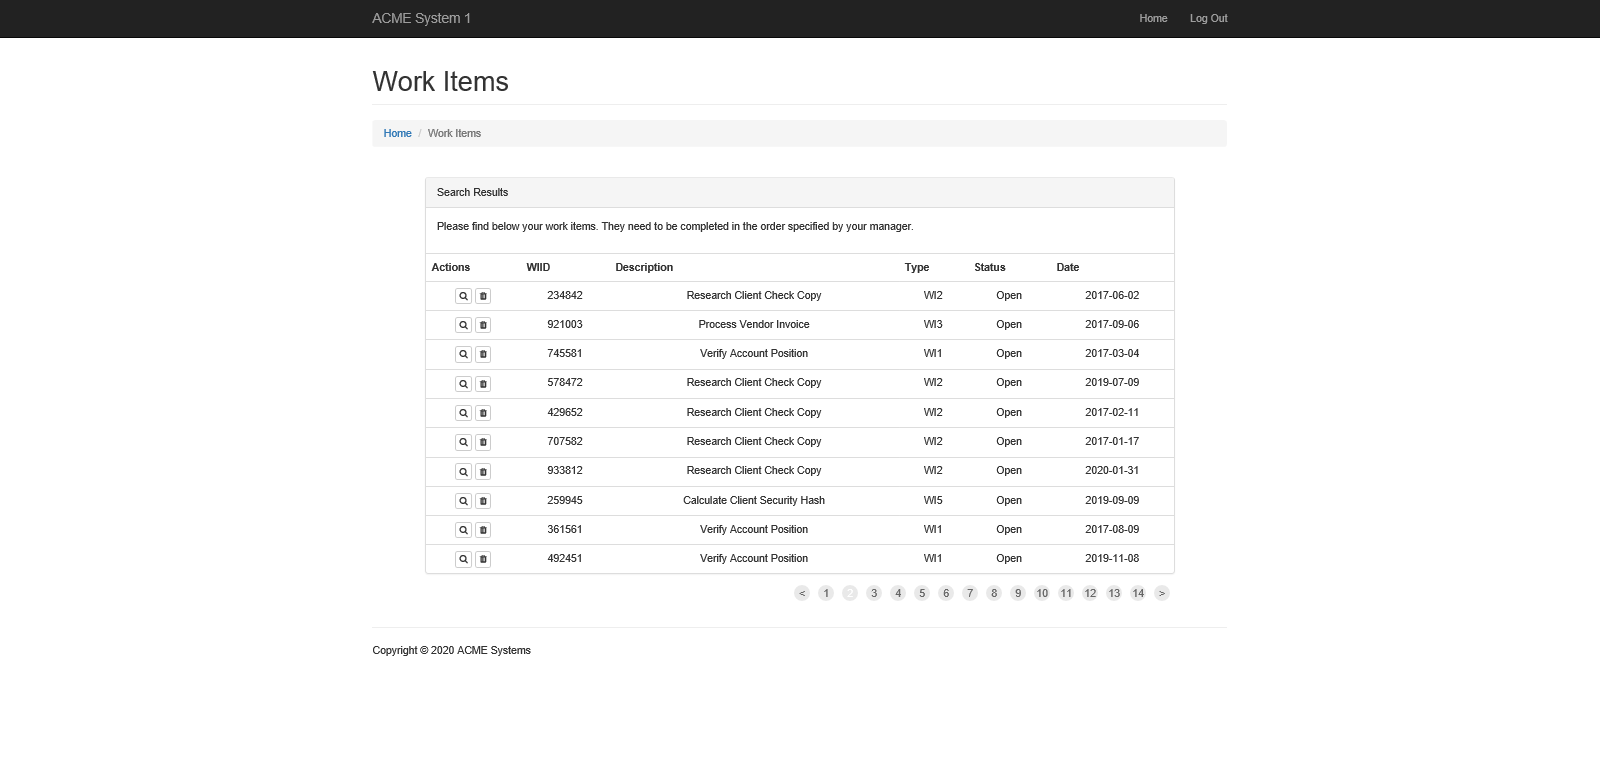 ACME System 1 Home Log Out
Work Items
Home / Work Items
Search Results
Please find below your work items. They need to be completed in the order specified by your manager.
Actions WIID Description Type Status Date
234842 Research Client Check Copy WI2 Open 2017-06-02
921003 Process Vendor Invoice WI3 Open 2017-09-06
745581 Verify Account Position WI1 Open 2017-03-04
578472 Research Client Check Copy WI2 Open 2019-07-09
429652 Research Client Check Copy WI2 Open 2017-02-11
707582 Research Client Check Copy WI2 Open 2017-01-17
933812 Research Client Check Copy WI2 Open 2020-01-31
259945 Calculate Client Security Hash WI5 Open 2019-09-09
361561 Verify Account Position WI1 Open 2017-08-09
492451 Verify Account Position WI1 Open 2019-11-08
< 1 2 3 4 5 6 7 8 9 10 11 12 13 14 >
Copyright © 2020 ACME Systems